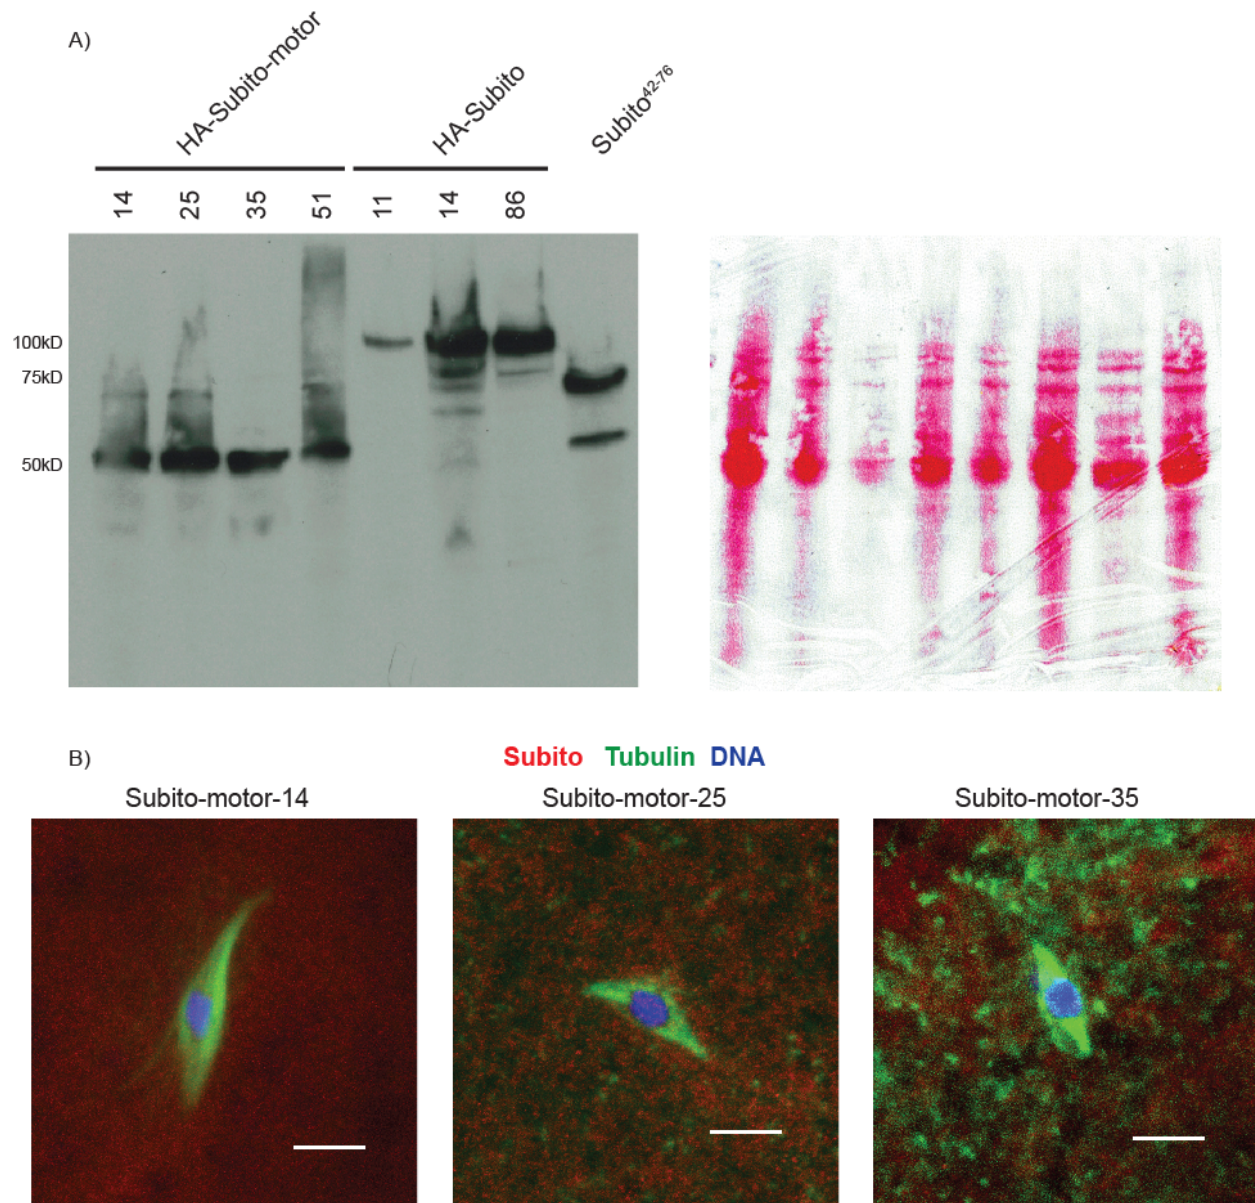 A)
HA-Subito-motor
HA-Subito
Subito42-76
14 25 35 51 11 14 86
100kD
75kD
50kD
B)
Subito Tubulin DNA
Subito-motor-14
Subito-motor-25
Subito-motor-35